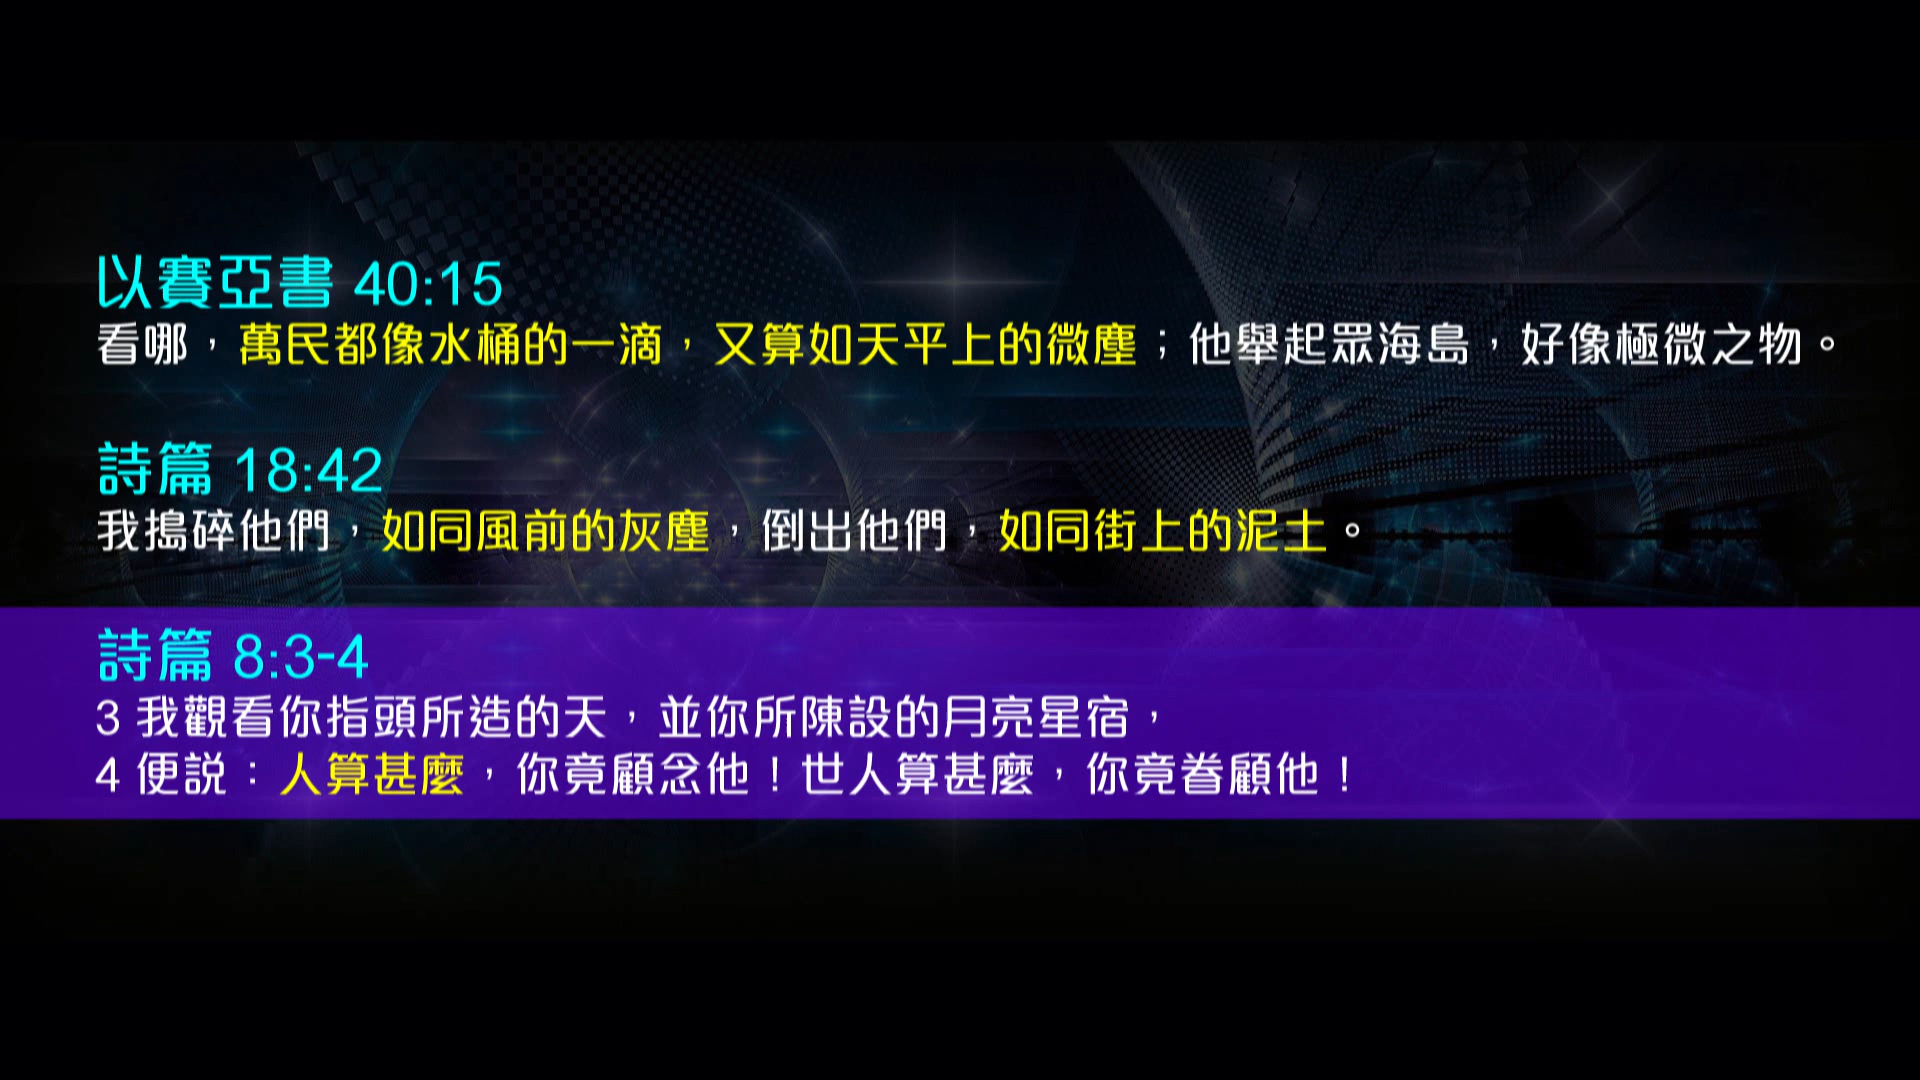 以賽亞書 40:15
看哪，萬民都像水桶的一滴，又算如天平上的微塵；他舉起眾海島，好像極微之物。
詩篇 18:42
我搗碎他們，如同風前的灰塵，倒出他們，如同街上的泥土。
詩篇 8:3-4
3 我觀看你指頭所造的天，並你所陳設的月亮星宿，
4 便説：人算甚麼，你竟顧念他！世人算甚麼，你竟眷顧他！